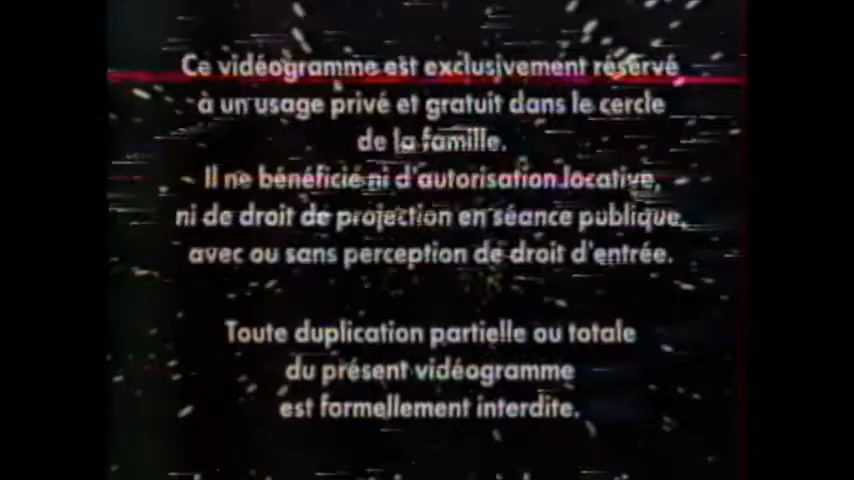 Ce vidéogramme est exclusivement réservé
à un usage privé et gratuit dans le cercle
de la famille.
Il ne bénéficie ni d'autorisation locative,
ni de droit de projection en séance publique,
avec ou sans perception de droit d'entrée.
Toute duplication partielle ou totale
du présent vidéogramme
est formellement interdite.